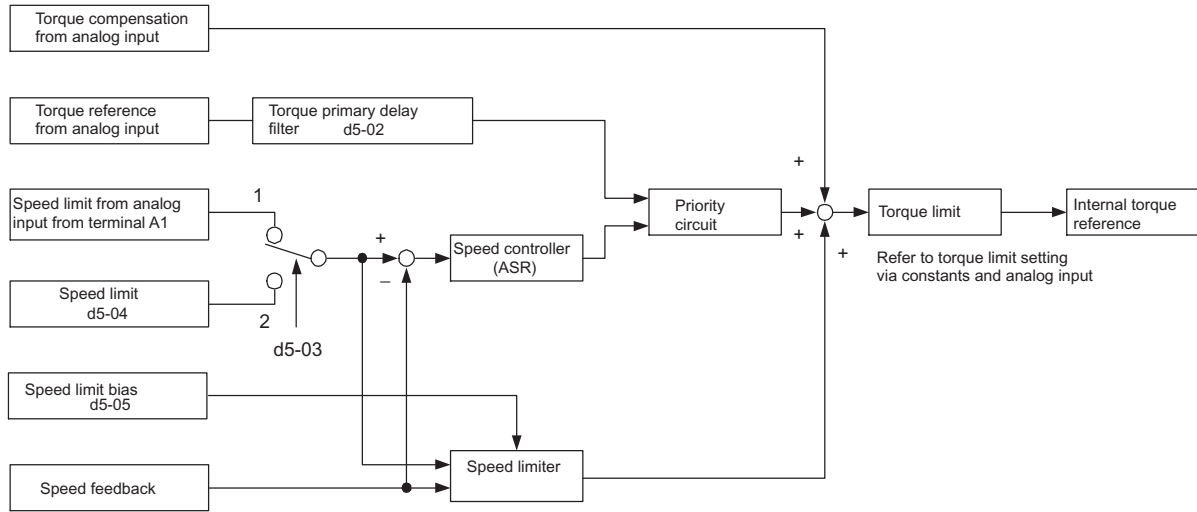 Torque compensation
from analog input
Torque reference
from analog input
Torque primary delay
filter d5-02
Speed limit from analog
input from terminal A1
1
Speed limit
d5-04
2
d5-03
+
−
Speed controller
(ASR)
Priority
circuit
+
+
+
Torque limit
Internal torque
reference
Refer to torque limit setting
via constants and analog input
Speed limit bias
d5-05
Speed feedback
Speed limiter